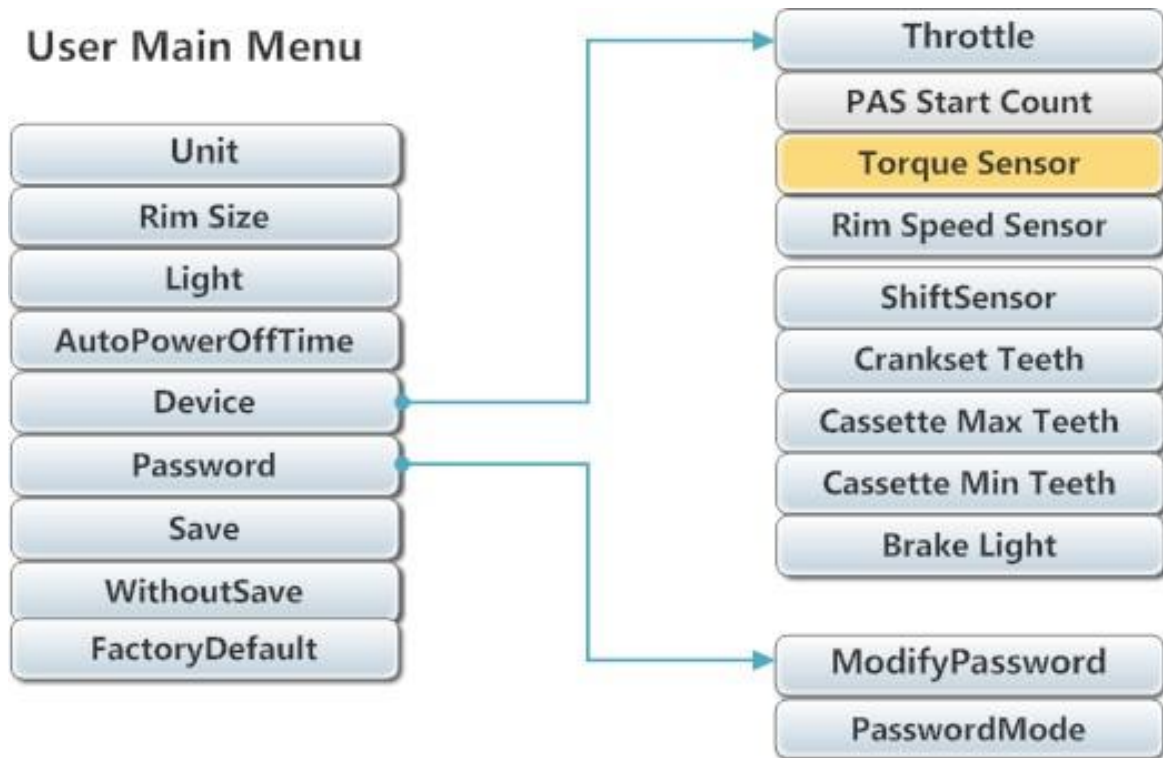 User Main Menu
Unit
Rim Size
Light
AutoPowerOffTime
Device
Password
Save
WithoutSave
FactoryDefault
Throttle
PAS Start Count
Torque Sensor
Rim Speed Sensor
ShiftSensor
Crankset Teeth
Cassette Max Teeth
Cassette Min Teeth
Brake Light
ModifyPassword
PasswordMode